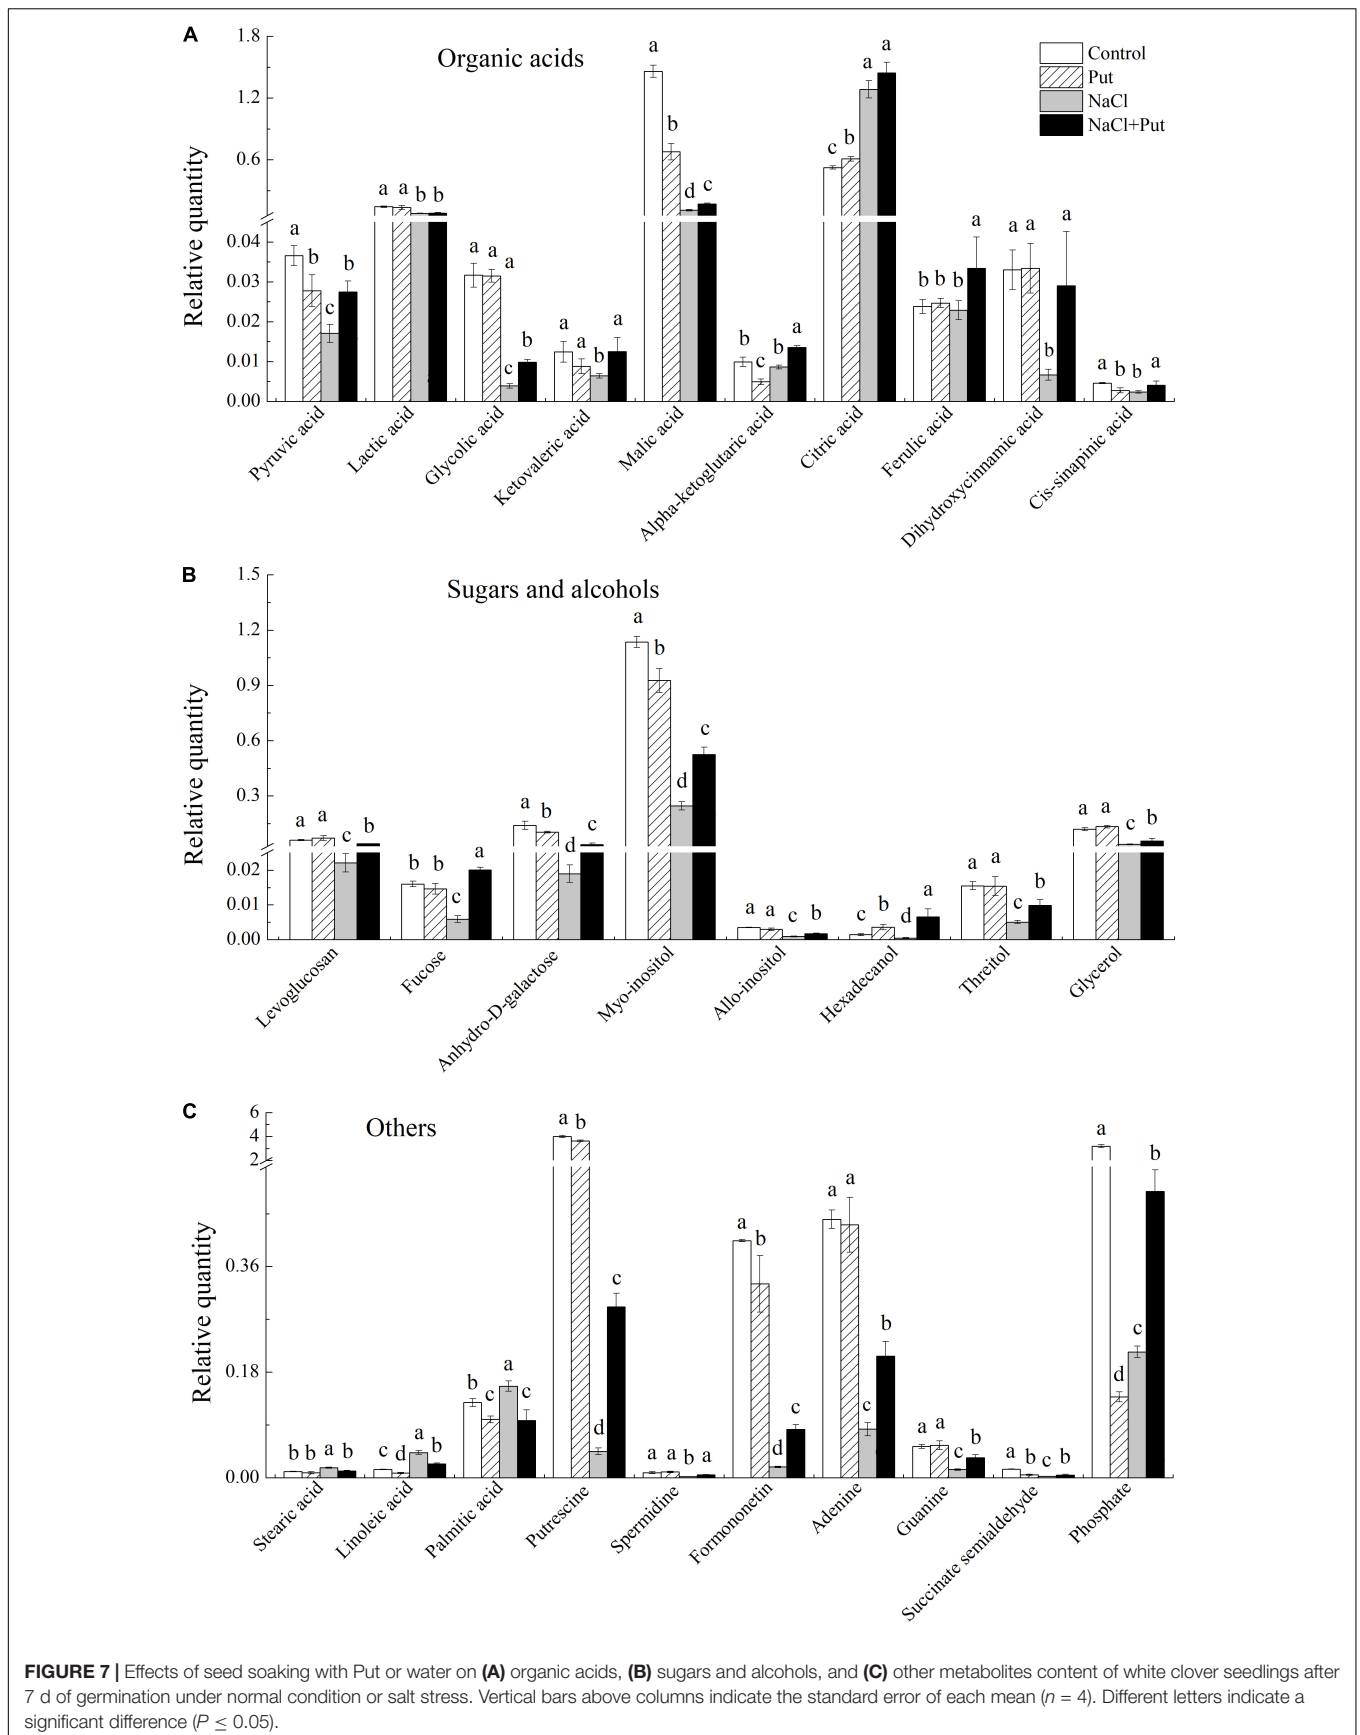 A
Organic acids
Control
Put
NaCl
NaCl+Put
Relative quantity
1.8
1.2
0.6
0.04
0.03
0.02
0.01
0.00
a b c b
a a b b
a a a c b
a a b a
a b d c
b c b a
c b a a
b b b a
a a b a
a b b a
Pyruvic acid
Lactic acid
Glycolic acid
Ketovaleric acid
Malic acid
Alpha-ketoglutaric acid
Citric acid
Ferulic acid
Dihydroxycinnamic acid
Cis-sinapinic acid
B
Sugars and alcohols
Relative quantity
1.5
1.2
0.9
0.6
0.3
0.02
0.01
0.00
a a c b
b b c a
a b d c
a b d c
a a c b
c b d a
a a c b
a a c b
Levoglucosan
Fucose
Anhydro-D-galactose
Myo-inositol
Allo-inositol
Hexadecanol
Threitol
Glycerol
C
Others
Relative quantity
6
4
2
0.36
0.18
0.00
b b a b
c d a b
b c a c
a b d c
a a b a
a b d c
a a c b
a a c b
a b c b
a d c b
Stearic acid
Linoleic acid
Palmitic acid
Putrescine
Spermidine
Formononetin
Adenine
Guanine
Succinate semialdehyde
Phosphate
FIGURE 7 | Effects of seed soaking with Put or water on (A) organic acids, (B) sugars and alcohols, and (C) other metabolites content of white clover seedlings after
7 d of germination under normal condition or salt stress. Vertical bars above columns indicate the standard error of each mean (n = 4). Different letters indicate a
significant difference (P ≤ 0.05).